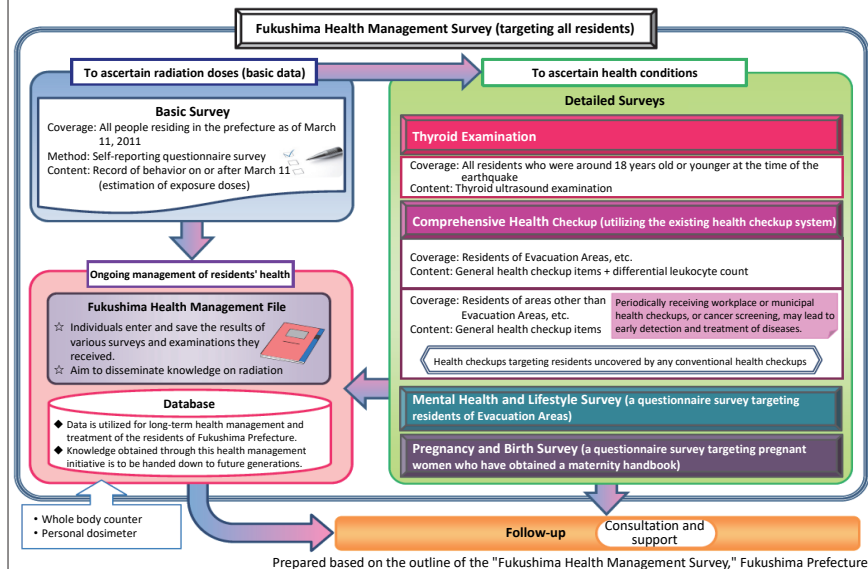 Fukushima Health Management Survey (targeting all residents)
To ascertain radiation doses (basic data)
Basic Survey
Coverage: All people residing in the prefecture as of March
11, 2011
Method: Self-reporting questionnaire survey
Content: Record of behavior on or after March 11
(estimation of exposure doses)
Ongoing management of residents' health
Fukushima Health Management File
☆ Individuals enter and save the results of
various surveys and examinations they
received.
☆ Aim to disseminate knowledge on radiation
Database
◆ Data is utilized for long-term health management and
treatment of the residents of Fukushima Prefecture.
◆ Knowledge obtained through this health management
initiative is to be handed down to future generations.
• Whole body counter
• Personal dosimeter
To ascertain health conditions
Detailed Surveys
Thyroid Examination
Coverage: All residents who were around 18 years old or younger at the time of the
earthquake
Content: Thyroid ultrasound examination
Comprehensive Health Checkup (utilizing the existing health checkup system)
Coverage: Residents of Evacuation Areas, etc.
Content: General health checkup items + differential leukocyte count
Coverage: Residents of areas other than
Evacuation Areas, etc.
Content: General health checkup items
Periodically receiving workplace or municipal
health checkups, or cancer screening, may lead to
early detection and treatment of diseases.
Health checkups targeting residents uncovered by any conventional health checkups
Mental Health and Lifestyle Survey (a questionnaire survey targeting
residents of Evacuation Areas)
Pregnancy and Birth Survey (a questionnaire survey targeting pregnant
women who have obtained a maternity handbook)
Follow-up
Consultation and
support
Prepared based on the outline of the "Fukushima Health Management Survey," Fukushima Prefecture